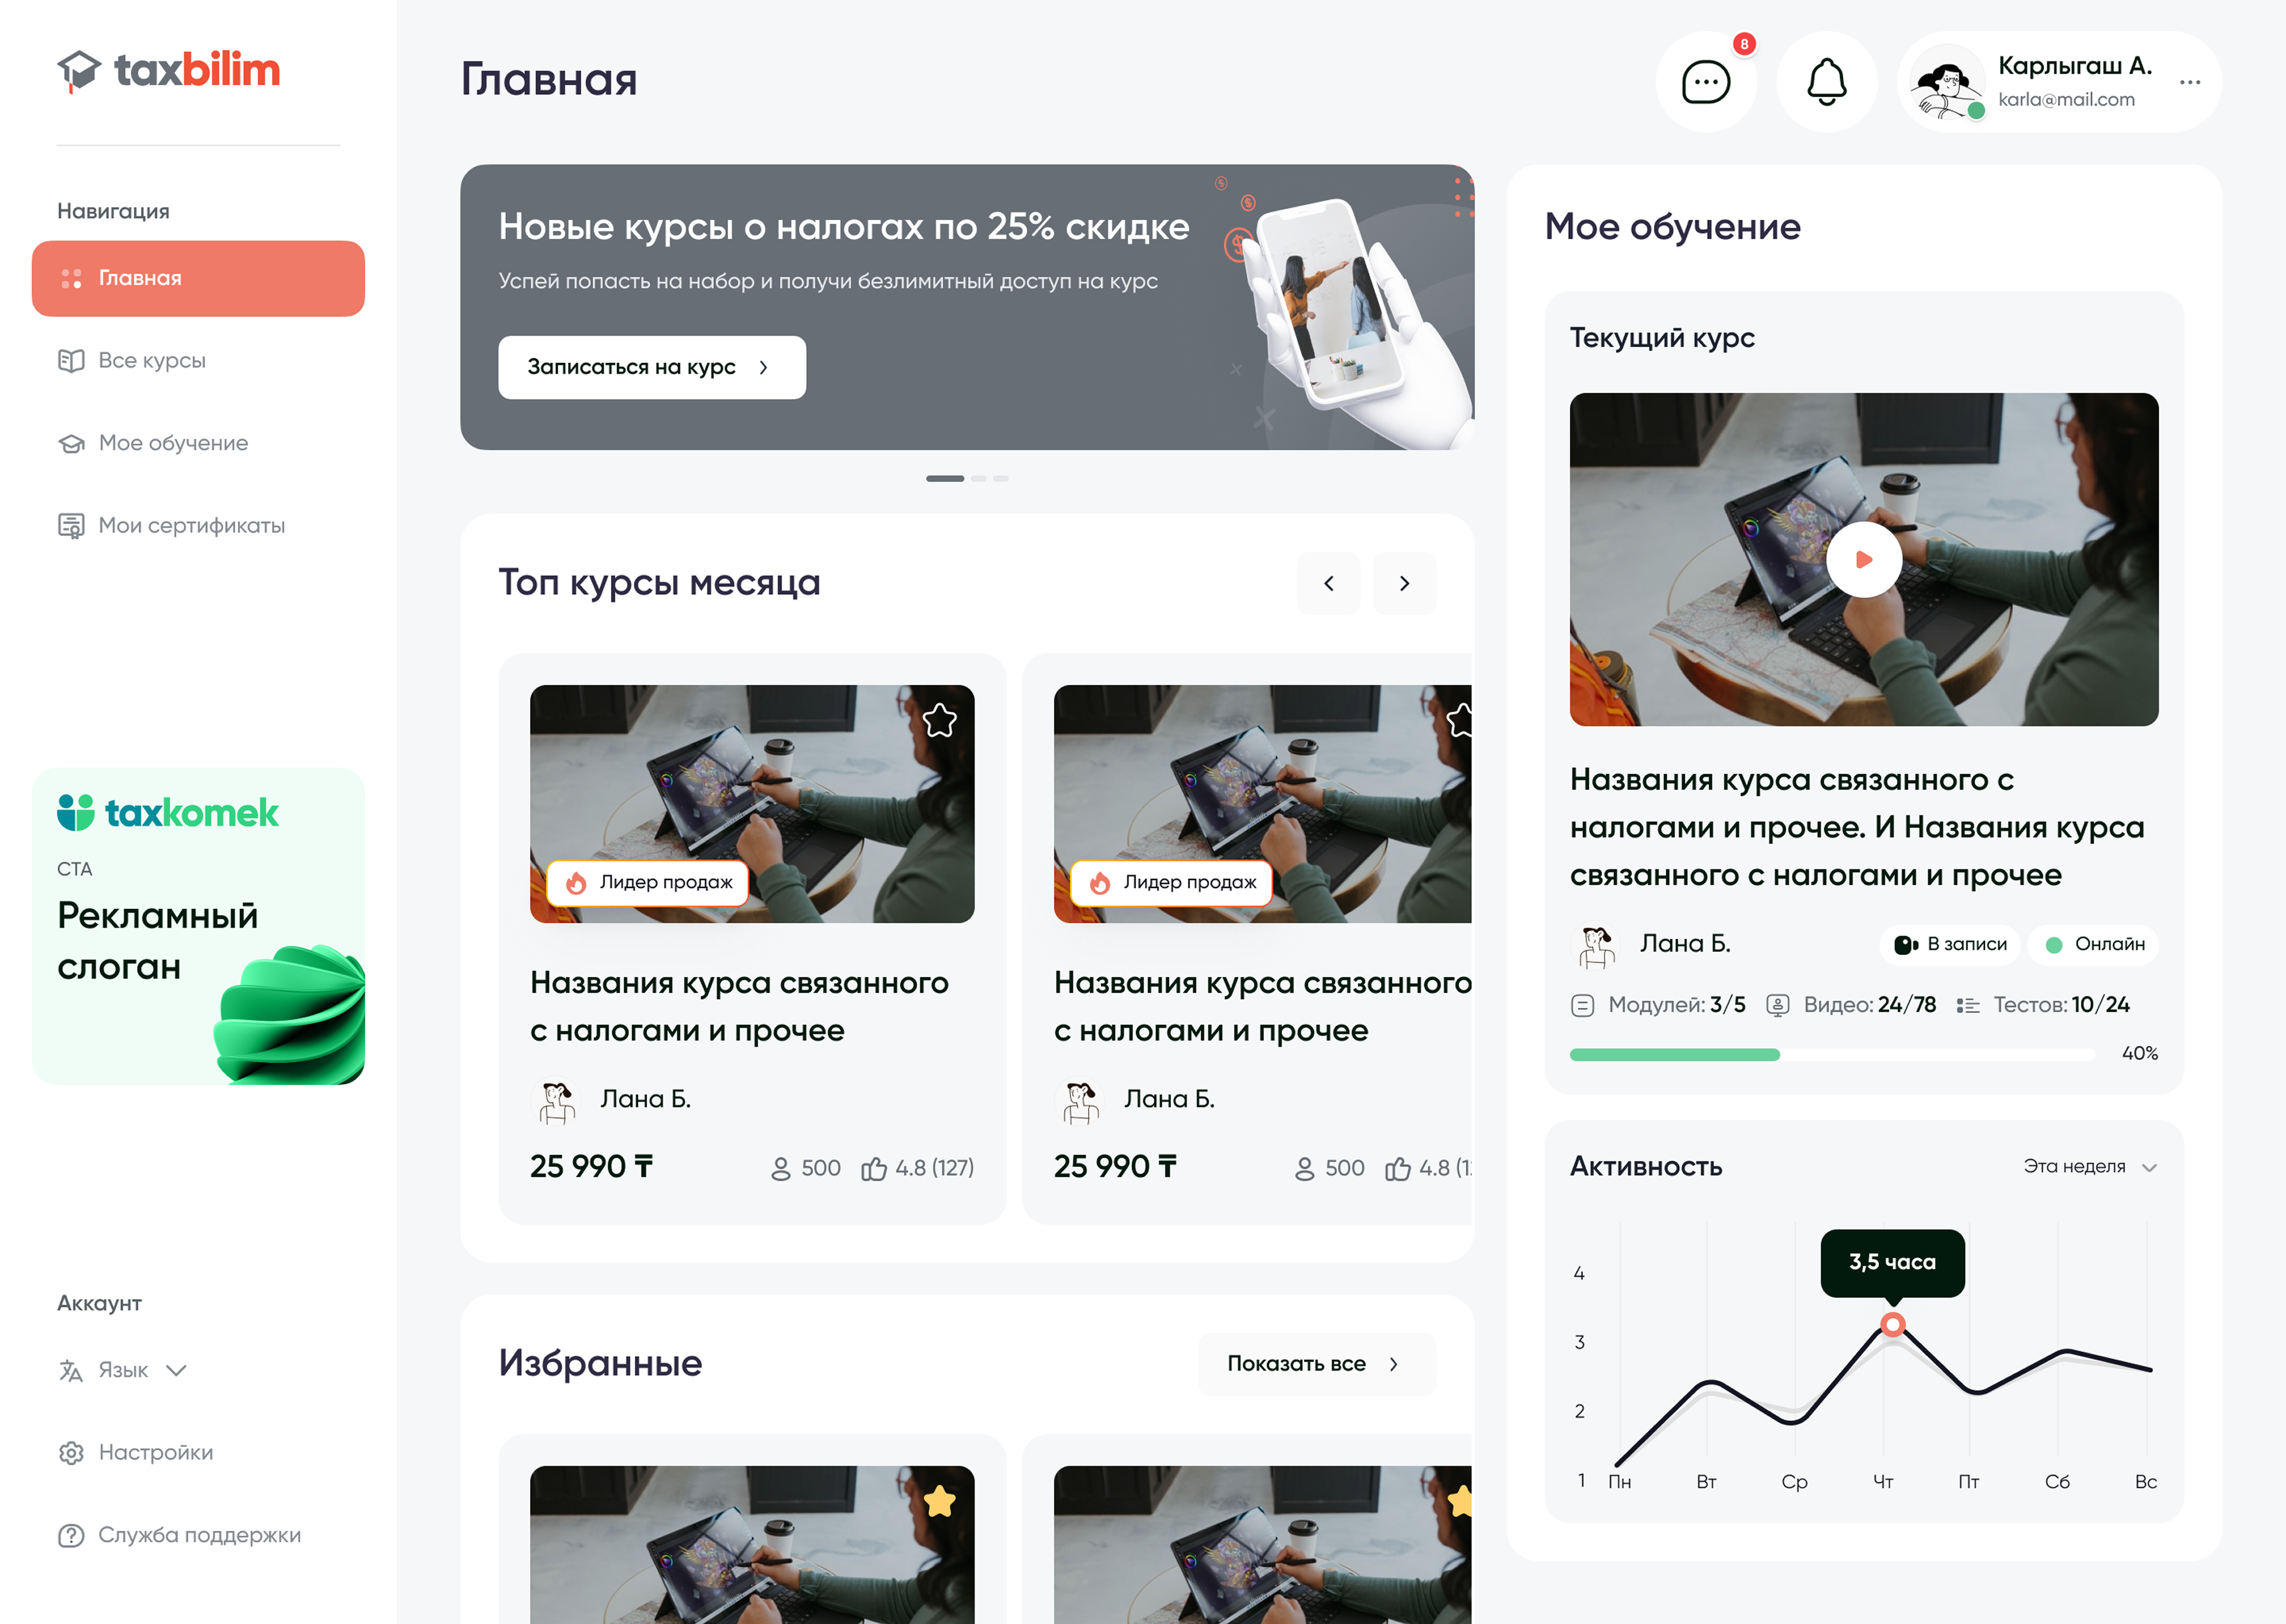 taxbilim
Навигация
Главная
Все курсы
Мое обучение
Мои сертификаты
taxkomek
CTA
Рекламный
слоган
Аккаунт
Язык
Настройки
Служба поддержки
Главная
8
Карлыгаш А.
karla@mail.com
Новые курсы о налогах по 25% скидке
Успей попасть на набор и получи безлимитный доступ на курс
Записаться на курс
Топ курсы месяца
Лидер продаж
Названия курса связанного
с налогами и прочее
Лана Б.
25 990 ₸
500
4.8 (127)
Лидер продаж
Названия курса связанного
с налогами и прочее
Лана Б.
25 990 ₸
500
4.8
Избранные
Показать все
Мое обучение
Текущий курс
Названия курса связанного с
налогами и прочее. И Названия курса
связанного с налогами и прочее
Лана Б.
В записи
Онлайн
Модулей: 3/5
Видео: 24/78
Тестов: 10/24
40%
Активность
Эта неделя
3,5 часа
4
3
2
1
Пн Вт Ср Чт Пт Сб Вс